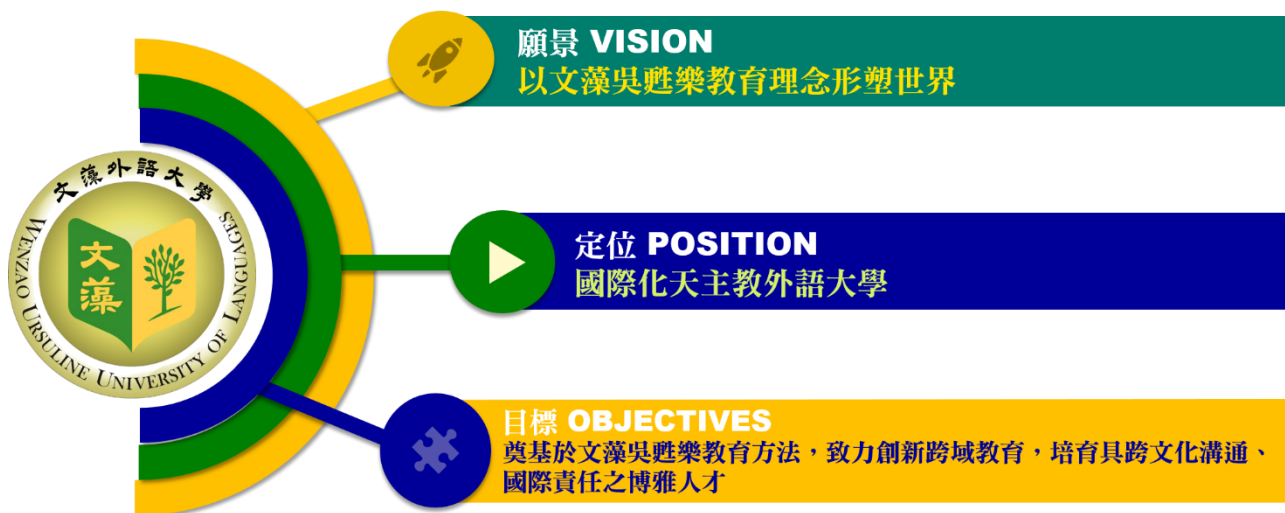 文藻外語大學
WENZAO URSULINE UNIVERSITY OF LANGUAGES
文藻
願景 VISION
以文藻吳甦樂教育理念形塑世界
定位 POSITION
國際化天主教外語大學
目標 OBJECTIVES
奠基於文藻吳甦樂教育方法，致力創新跨域教育，培育具跨文化溝通、
國際責任之博雅人才